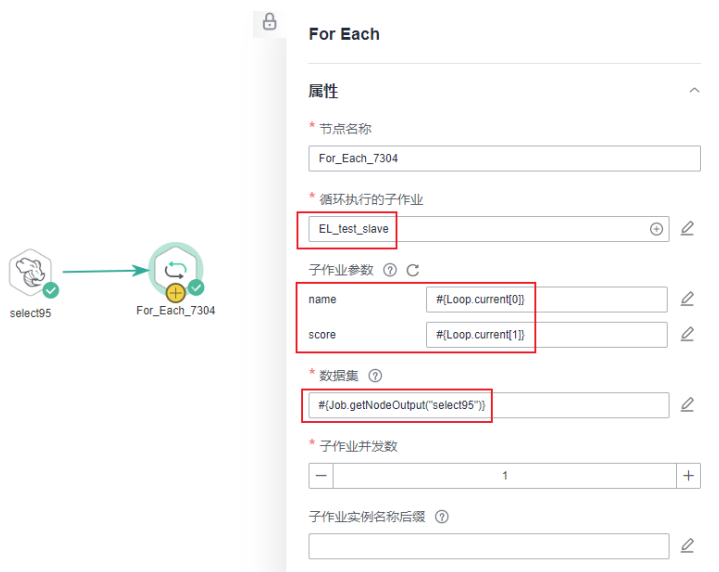 For Each
属性
* 节点名称
For_Each_7304
* 循环执行的子作业
EL_test_slave
子作业参数
name #{Loop.current[0]}
score #{Loop.current[1]}
* 数据集
#{Job.getNodeOutput("select95")}
* 子作业并发数
1
子作业实例名称后缀
select95
For_Each_7304